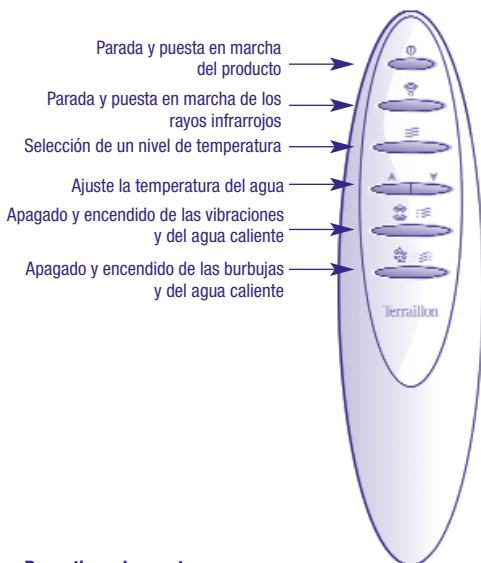 Parada y puesta en marcha
del producto
Parada y puesta en marcha de los
rayos infrarrojos
Selección de un nivel de temperatura
Ajuste la temperatura del agua
Apagado y encendido de las vibraciones
y del agua caliente
Apagado y encendido de las burbujas
y del agua caliente
Terraillon